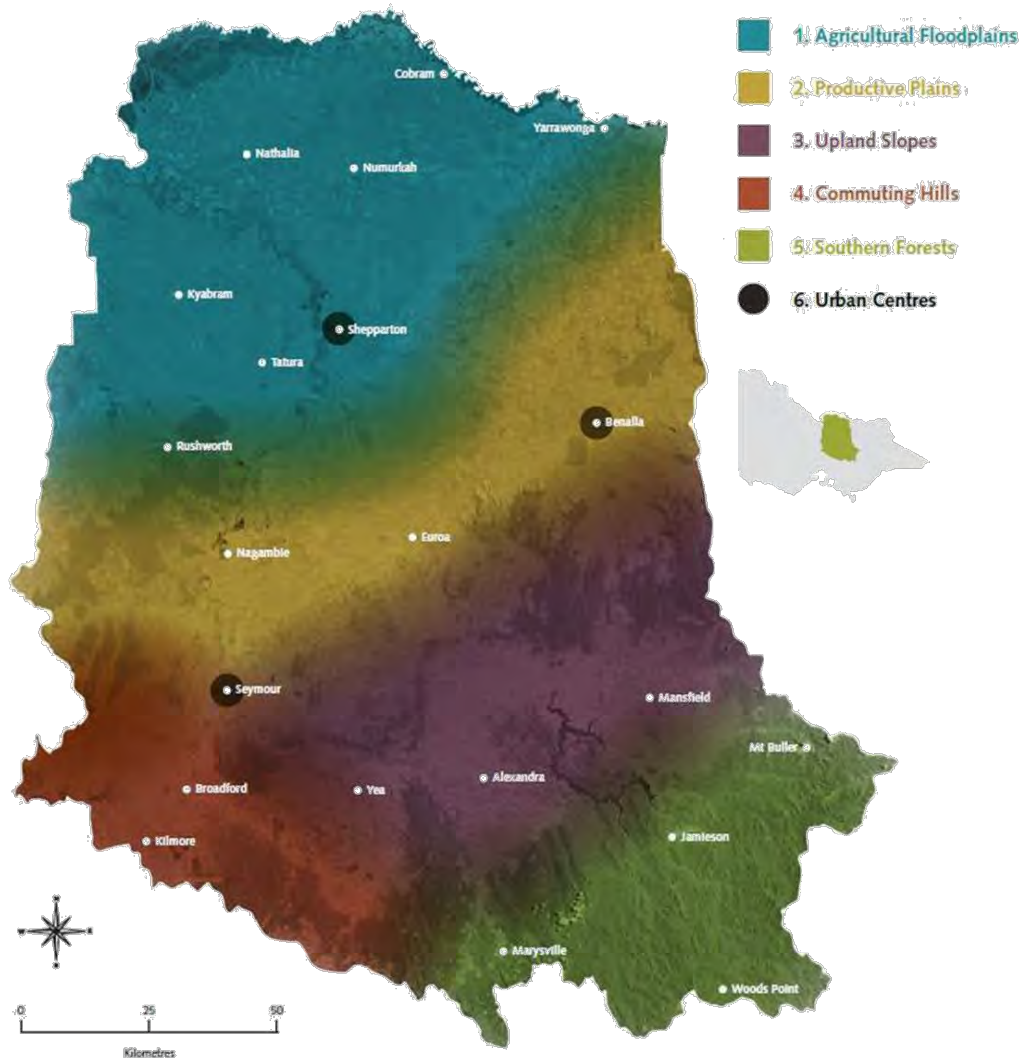 1. Agricultural Floodplains
2. Productive Plains
3. Upland Slopes
4. Commuting Hills
5. Southern Forests
6. Urban Centres
Cobram
Yarrawonga
Nathalia
Numurkah
Kyabram
Shepparton
Tatura
Benalla
Rushworth
Euroa
Nagambie
Seymour
Mansfield
Mt Buller
Alexandra
Broadford
Yea
Jamieson
Kilmore
Marysville
Woods Point
0 25 50
Kilometres